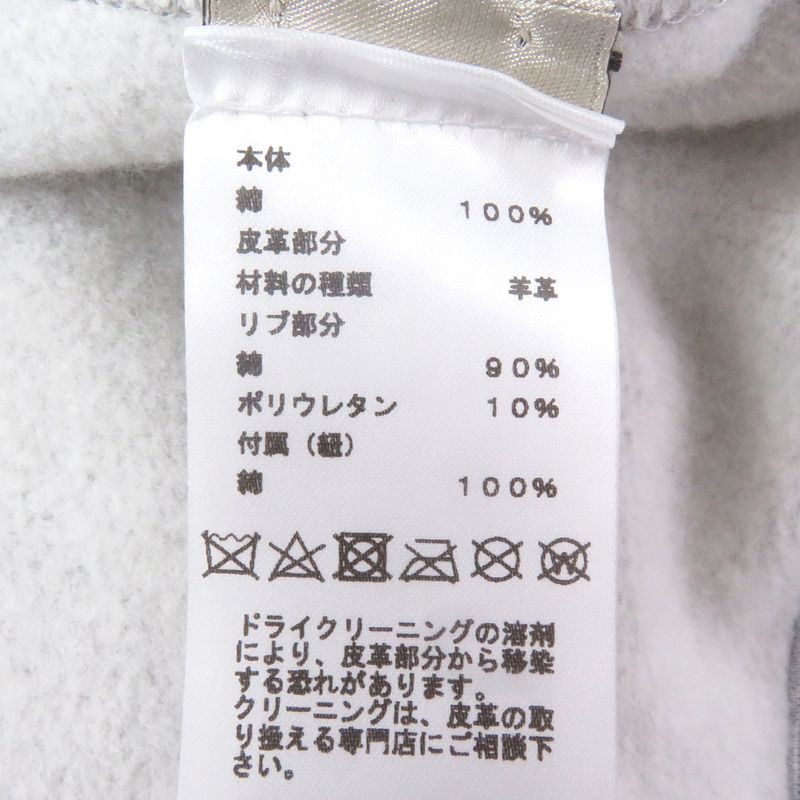 本体
綿 100%
皮革部分
材料の種類 羊革
リブ部分
綿 90%
ポリウレタン 10%
付属（紐）
綿 100%
ドライクリーニングの溶剤
により、皮革部分から移染
する恐れがあります。
クリーニングは、皮革の取
り扱える専門店にご相談下
さい。